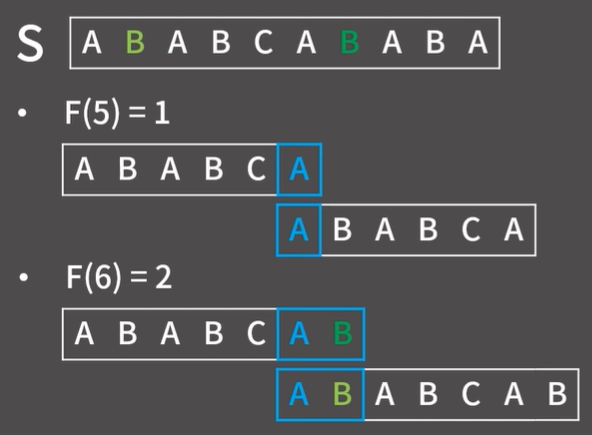 S A B A B C A B A B A
• F(5) = 1
A B A B C A
A B A B C A
• F(6) = 2
A B A B C A B
A B A B C A B